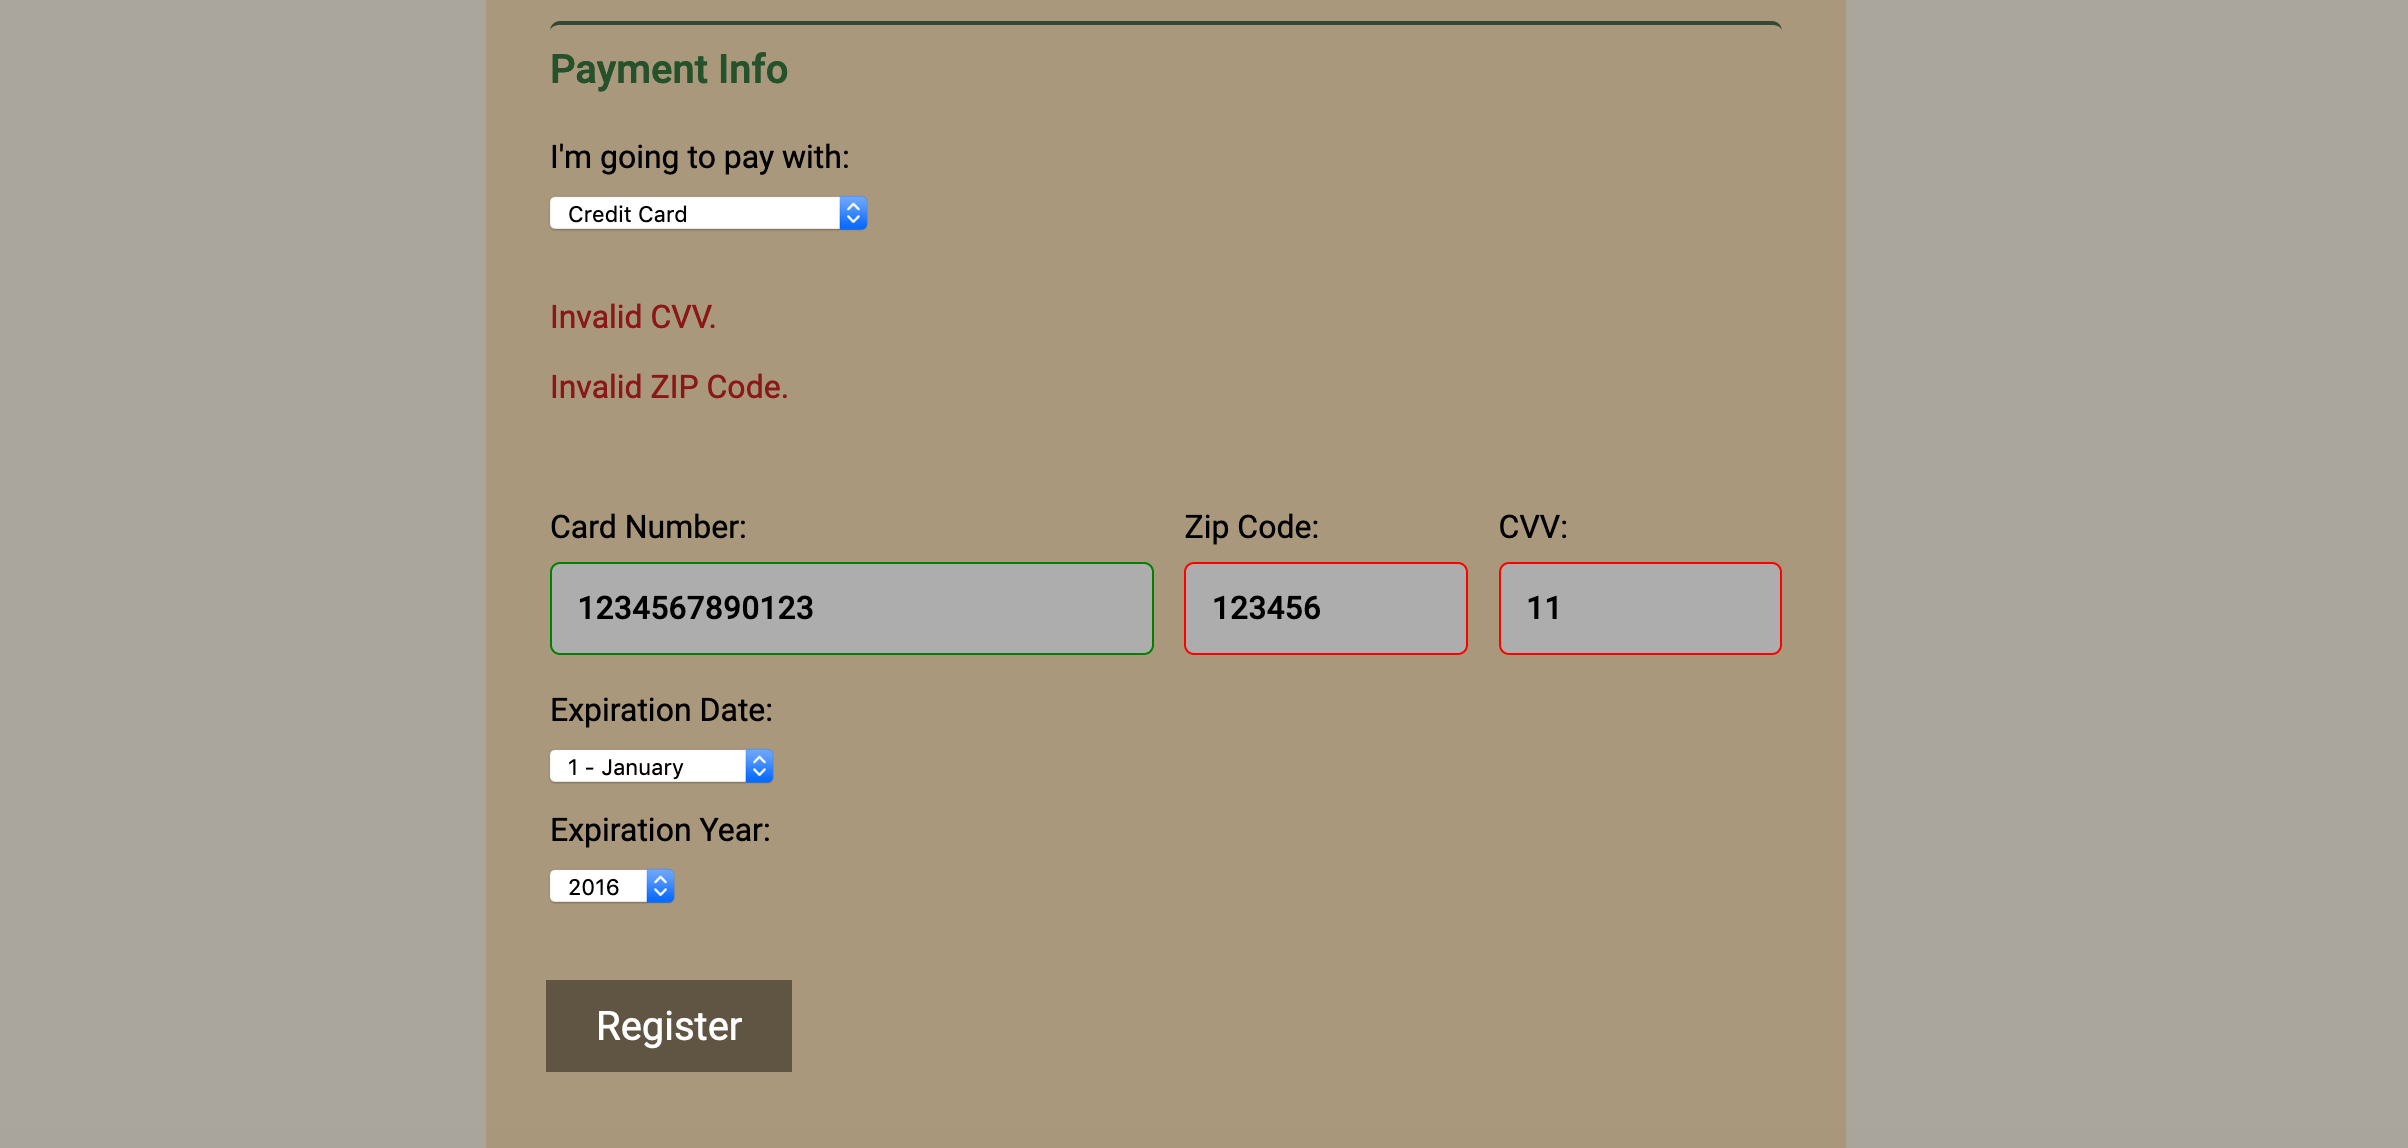 Payment Info
I'm going to pay with:
Credit Card
Invalid CVV.
Invalid ZIP Code.
Card Number: Zip Code: CVV:
1234567890123 123456 11
Expiration Date:
1 - January
Expiration Year:
2016
Register